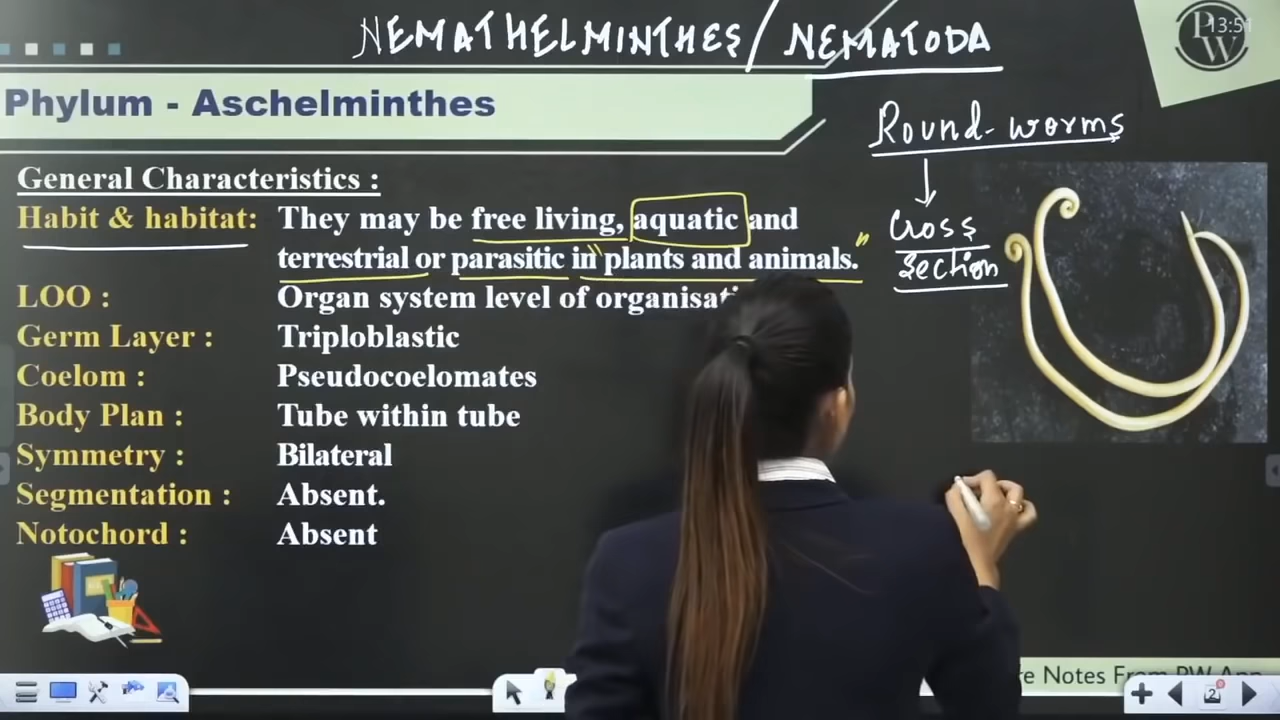 NEMATHELMINTHES/NEMATODA
PW
13:51
Phylum - Aschelminthes
Round-worms
Cross
Section
General Characteristics :
Habit & habitat: They may be free living, aquatic and
terrestrial or parasitic in plants and animals.
LOO : Organ system level of
Germ Layer : Triploblastic
Coelom : Pseudocoelomates
Body Plan : Tube within tube
Symmetry : Bilateral
Segmentation : Absent.
Notochord : Absent
Notes From PW App
2